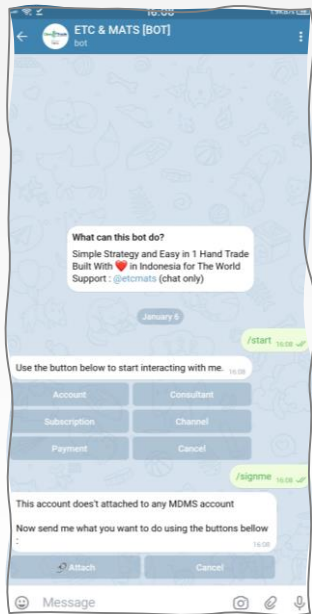 16:08
ETC & MATS [BOT]
bot
What can this bot do?
Simple Strategy and Easy in 1 Hand Trade
Built With ❤️ in Indonesia for The World
Support : @etcmats (chat only)
January 6
/start 16:08
Use the button below to start interacting with me. 16:08
Account Consultant
Subscription Channel
Payment Cancel
/signme 16:08
This account does't attached to any MDMS account
Now send me what you want to do using the buttons bellow
:
16:08
Attach Cancel
Message